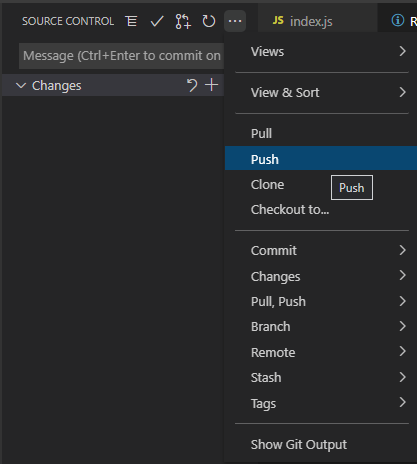 SOURCE CONTROL
JS index.js
R
Message (Ctrl+Enter to commit on
Changes
Views
View & Sort
Pull
Push
Clone
Push
Checkout to...
Commit
Changes
Pull, Push
Branch
Remote
Stash
Tags
Show Git Output